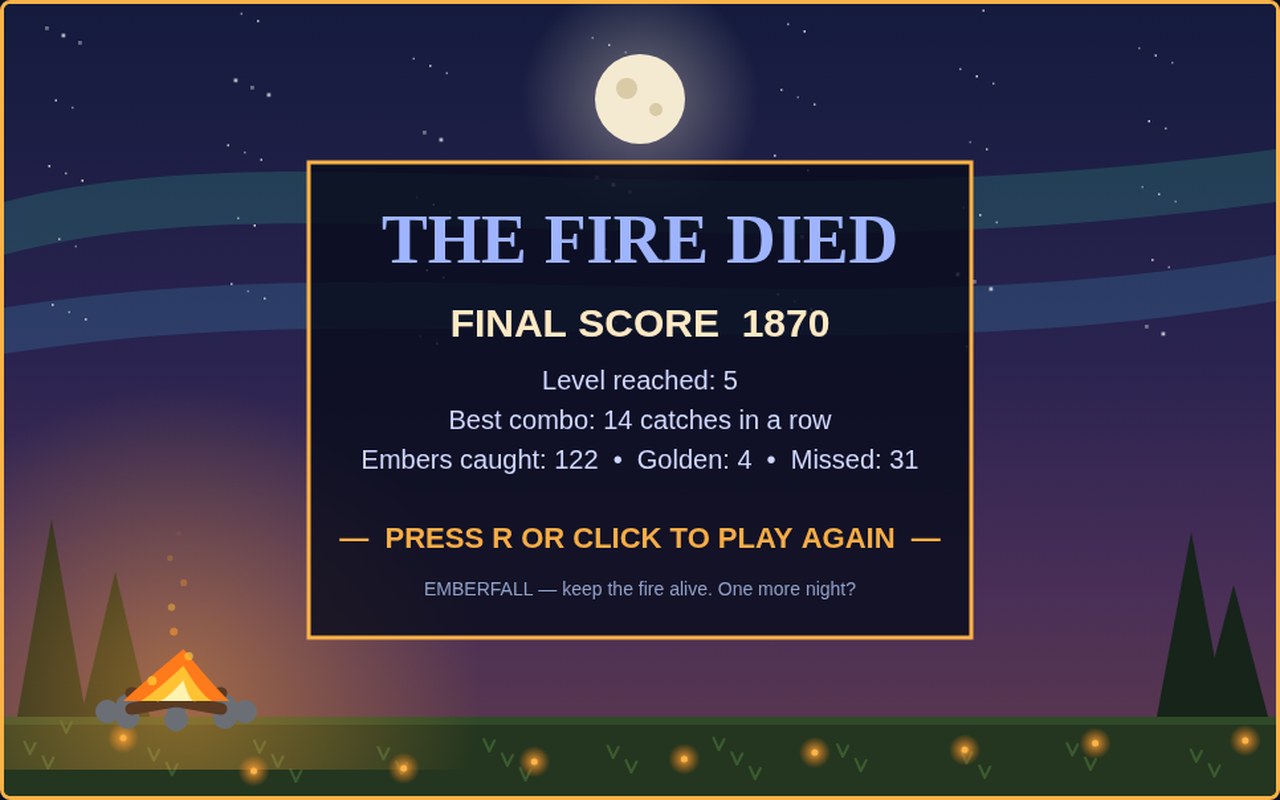 THE FIRE DIED
FINAL SCORE 1870
Level reached: 5
Best combo: 14 catches in a row
Embers caught: 122 • Golden: 4 • Missed: 31
— PRESS R OR CLICK TO PLAY AGAIN —
EMBERFALL — keep the fire alive. One more night?